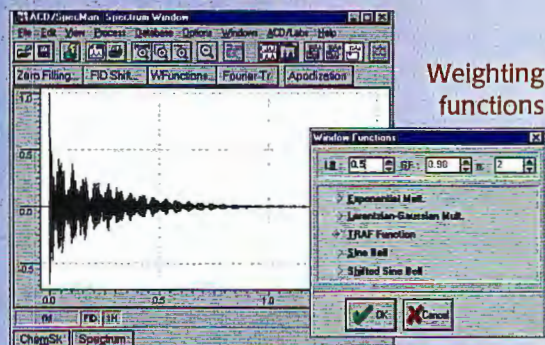 ACD/SpecMan Spectrum Window
File Edit View Process Database Options Windows ACD/Labs Help
Zero Filling... FID Shift... WFunctions... Fourier-Tr. Apodization
Weighting
functions
1.0
0.5
0.0
-0.5
0.0 0.5 1.0
FID 1H
ChemSk Spectrum
Window Functions
LB: 0.5 GF: 0.98 n: 2
Exponential Mult.
Lorentzian-Gaussian Mult.
TRAF Function
Sine Bell
Shifted Sine Bell
OK Cancel